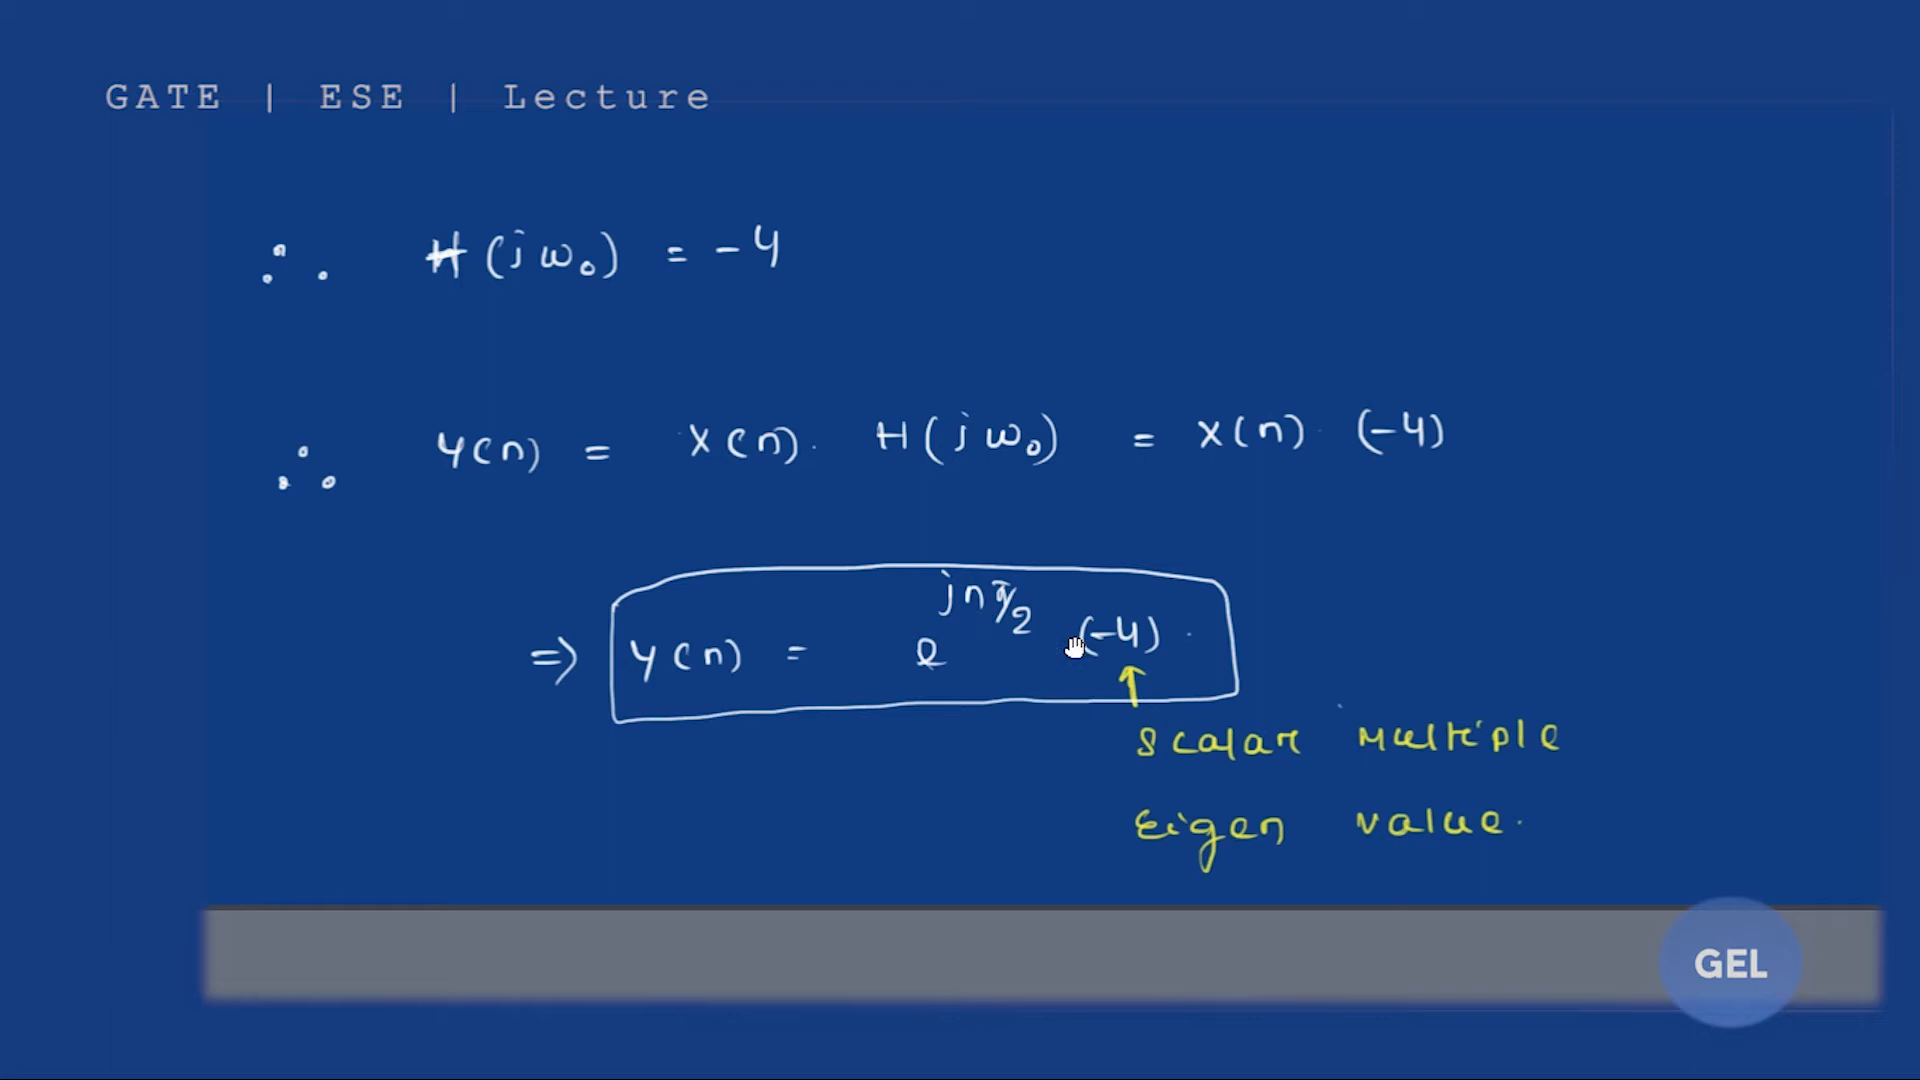 GATE | ESE | Lecture
∴ H(jω₀) = -4
∴ y(n) = x(n). H(jω₀) = x(n) (-4)
⇒ y(n) = e^{jnπ/2} (-4)
Scalar Multiple
Eigen value.
GEL